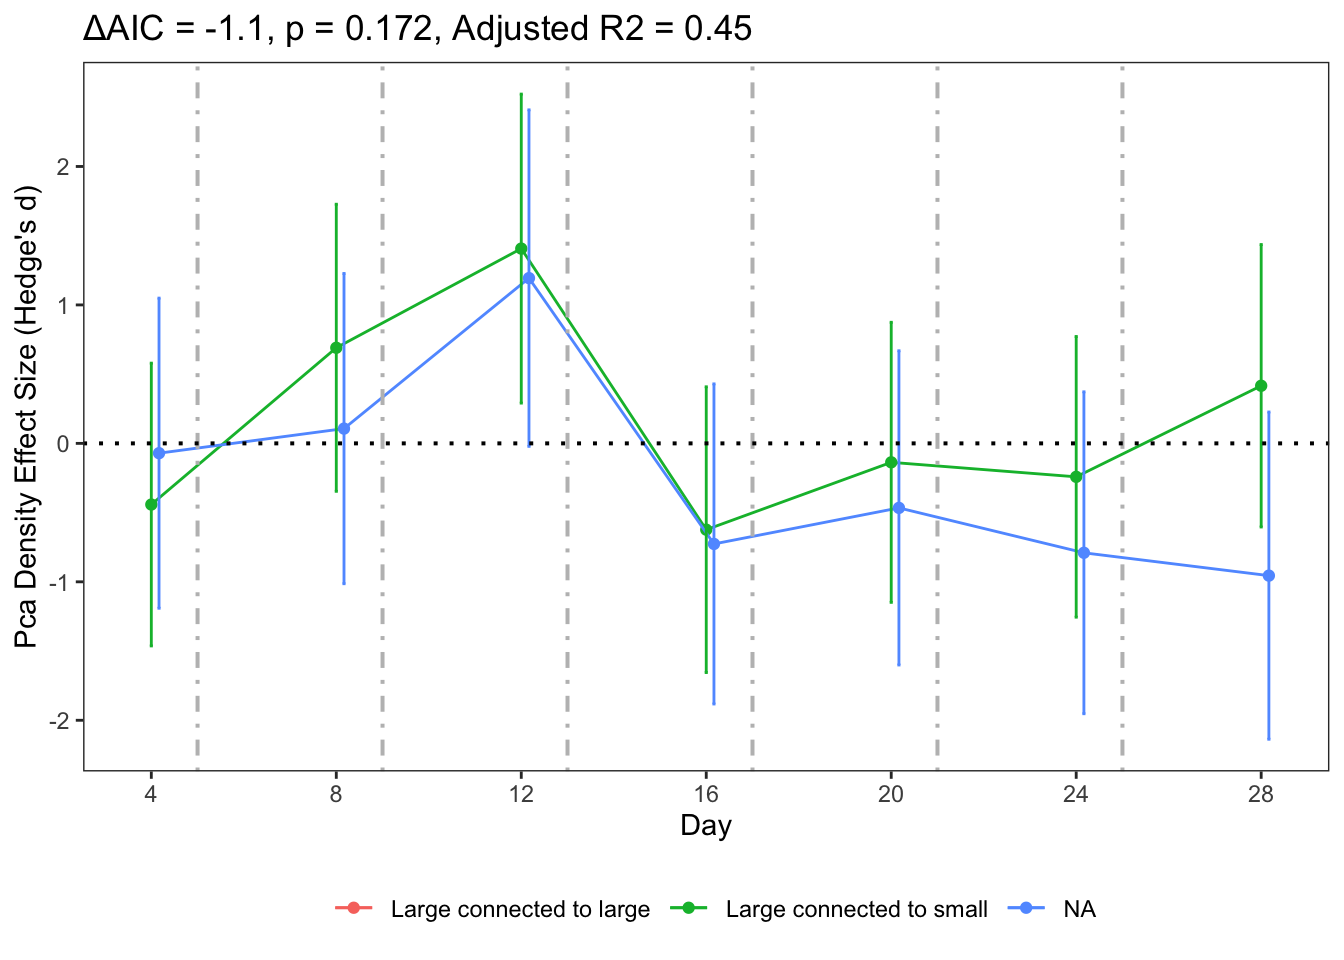 ΔAIC = -1.1, p = 0.172, Adjusted R2 = 0.45
Pca Density Effect Size (Hedge's d)
2
1
0
-1
-2
4 8 12 16 20 24 28
Day
Large connected to large Large connected to small NA